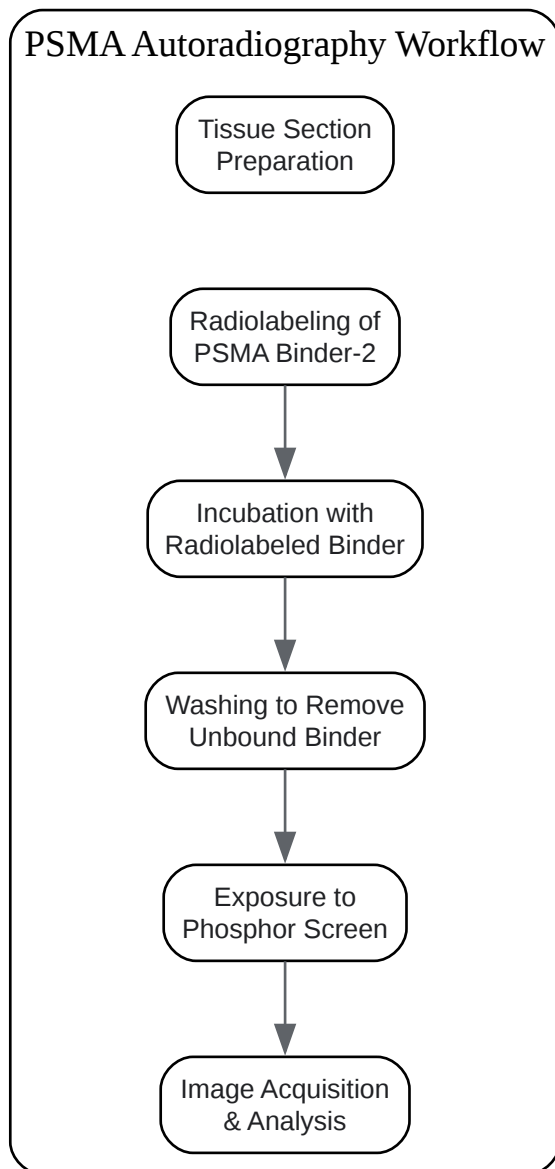 PSMA Autoradiography Workflow
Tissue Section
Preparation
Radiolabeling of
PSMA Binder-2
Incubation with
Radiolabeled Binder
Washing to Remove
Unbound Binder
Exposure to
Phosphor Screen
Image Acquisition
& Analysis